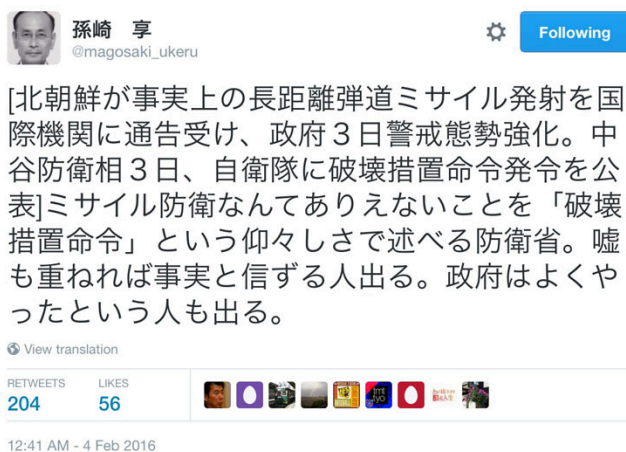 孫崎 享
@magosaki_ukeru
Following
[北朝鮮が事実上の長距離弾道ミサイル発射を国
際機関に通告受け、政府３日警戒態勢強化。中
谷防衛相３日、自衛隊に破壊措置命令発令を公
表]ミサイル防衛なんてありえないことを「破壊
措置命令」という仰々しさで述べる防衛省。嘘
も重ねれば事実と信ずる人出る。政府はよくや
ったという人も出る。
View translation
RETWEETS LIKES
204 56
tmt
tyo
12:41 AM - 4 Feb 2016